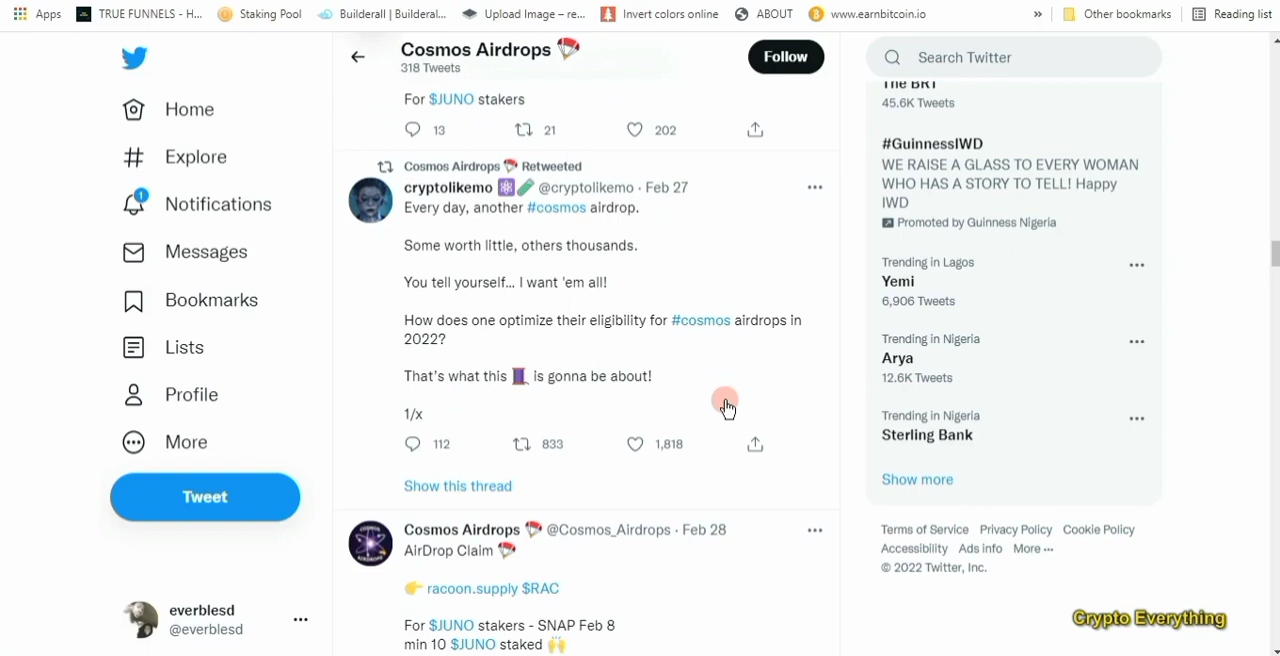 Apps TRUE FUNNELS - H... Staking Pool Builderall | Builderal... Upload Image – re... Invert colors online ABOUT www.earnbitcoin.io » Other bookmarks Reading list
Home
Explore
1
Notifications
Messages
Bookmarks
Lists
Profile
More
Tweet
everblesd
@everblesd
Cosmos Airdrops
318 Tweets
Follow
For $JUNO stakers
13 21 202
Cosmos Airdrops Retweeted
cryptolikemo @cryptolikemo · Feb 27
Every day, another #cosmos airdrop.
Some worth little, others thousands.
You tell yourself... I want 'em all!
How does one optimize their eligibility for #cosmos airdrops in
2022?
That's what this is gonna be about!
1/x
112 833 1,818
Show this thread
Cosmos Airdrops @Cosmos_Airdrops · Feb 28
AirDrop Claim
racoon.supply $RAC
For $JUNO stakers - SNAP Feb 8
min 10 $JUNO staked
COSMOS
AIRDROPS
Search Twitter
The BRT
45.6K Tweets
#GuinnessIWD
WE RAISE A GLASS TO EVERY WOMAN
WHO HAS A STORY TO TELL! Happy
IWD
Promoted by Guinness Nigeria
Trending in Lagos
Yemi
6,906 Tweets
Trending in Nigeria
Arya
12.6K Tweets
Trending in Nigeria
Sterling Bank
Show more
Terms of Service Privacy Policy Cookie Policy
Accessibility Ads info More
© 2022 Twitter, Inc.
Crypto Everything